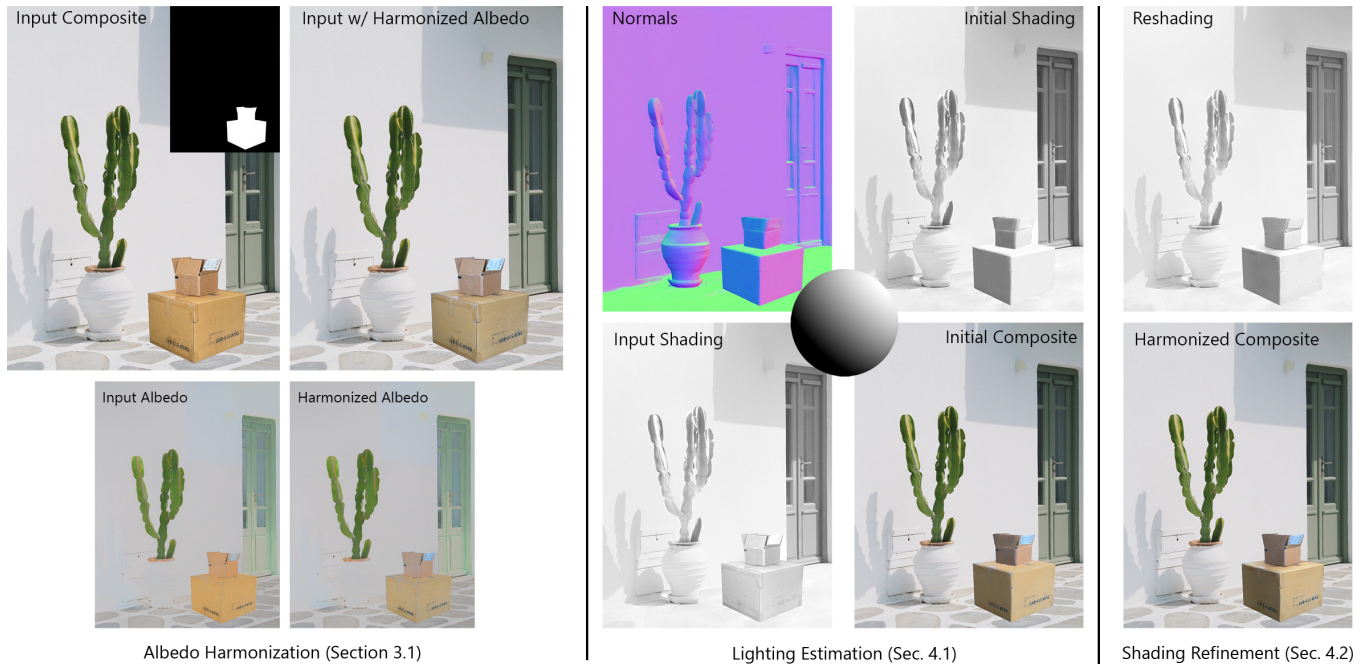 Input Composite
Input w/ Harmonized Albedo
Input Albedo
Harmonized Albedo
Albedo Harmonization (Section 3.1)
Normals
Initial Shading
Input Shading
Initial Composite
Lighting Estimation (Sec. 4.1)
Reshading
Harmonized Composite
Shading Refinement (Sec. 4.2)